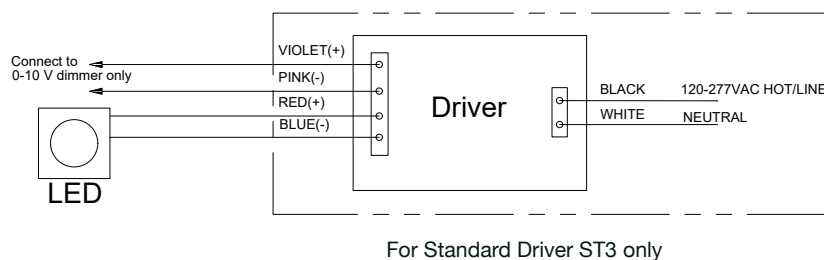 VIOLET(+)
Connect to
0-10 V dimmer only
PINK(-)
RED(+)
BLUE(-)
Driver
BLACK 120-277VAC HOT/LINE
WHITE NEUTRAL
LED
For Standard Driver ST3 only